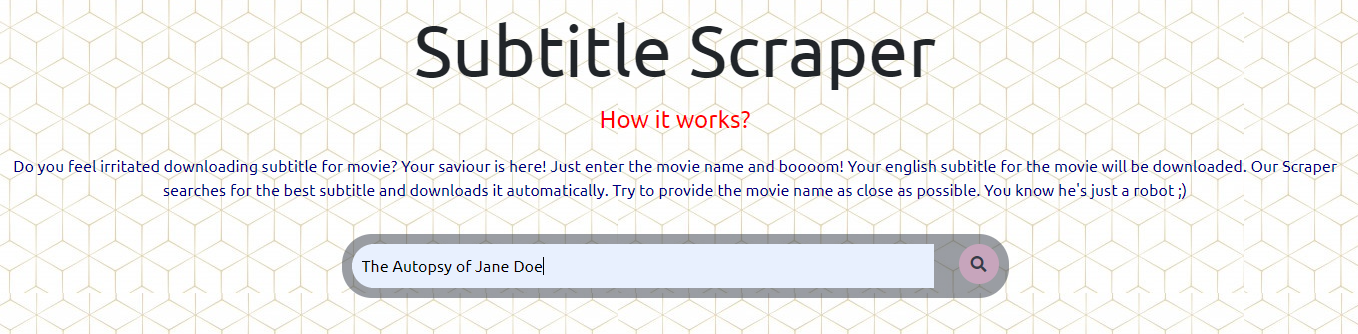 Subtitle Scraper
How it works?
Do you feel irritated downloading subtitle for movie? Your saviour is here! Just enter the movie name and boooom! Your english subtitle for the movie will be downloaded. Our Scraper
searches for the best subtitle and downloads it automatically. Try to provide the movie name as close as possible. You know he's just a robot ;)
The Autopsy of Jane Doe